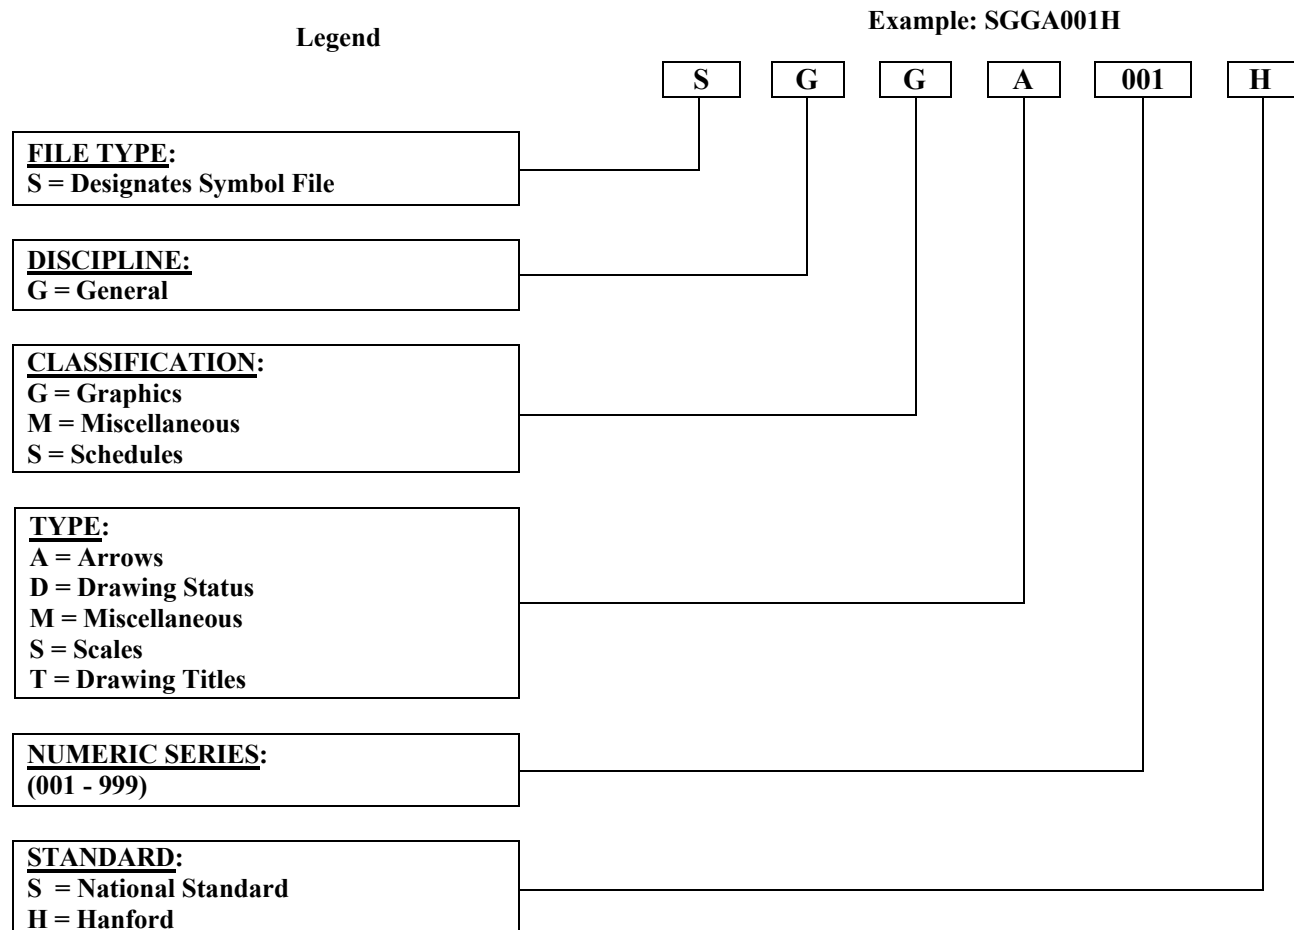 Legend
Example: SGGA001H
S G G A 001 H
FILE TYPE:
S = Designates Symbol File
DISCIPLINE:
G = General
CLASSIFICATION:
G = Graphics
M = Miscellaneous
S = Schedules
TYPE:
A = Arrows
D = Drawing Status
M = Miscellaneous
S = Scales
T = Drawing Titles
NUMERIC SERIES:
(001 - 999)
STANDARD:
S = National Standard
H = Hanford